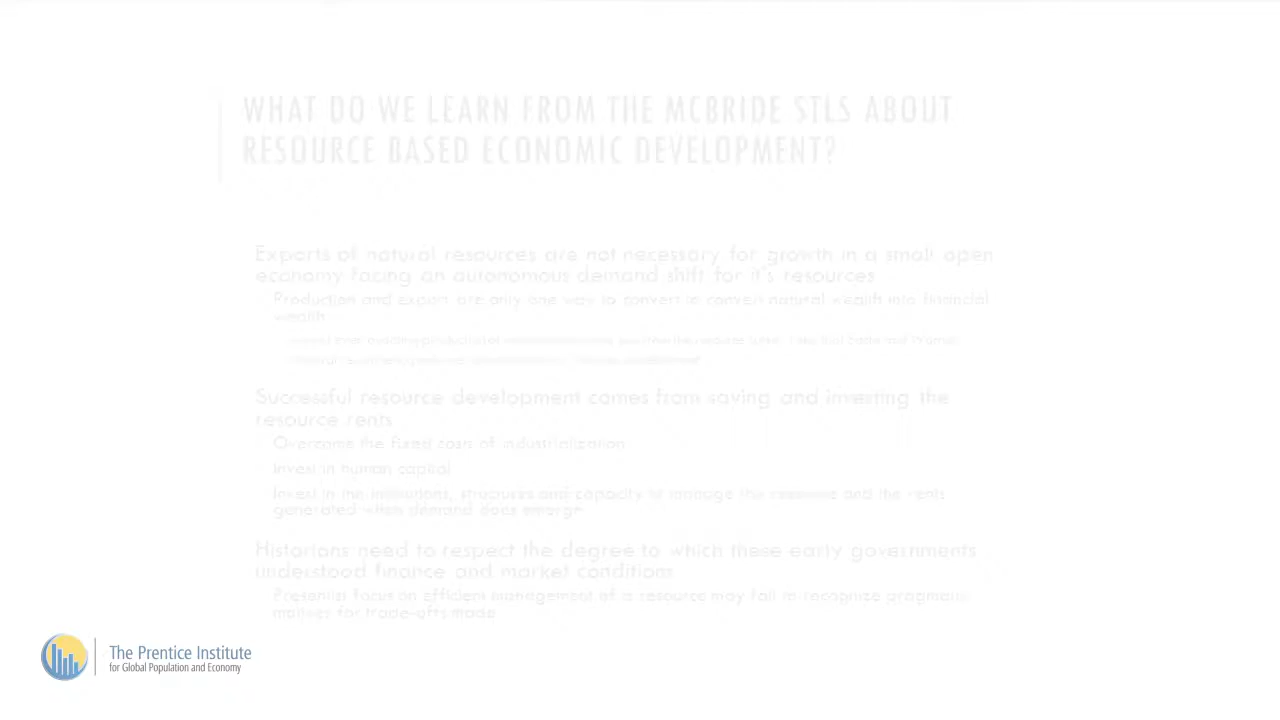 WHAT DO WE LEARN FROM THE MCBRIDE STLS ABOUT
RESOURCE BASED ECONOMIC DEVELOPMENT?
Exports of natural resources are not necessary for growth in a small open
economy facing an autonomous demand shift for it's resources
Production and export are only one way to convert to convert natural wealth into financial
wealth
Successful resource development comes from saving and investing the
resource rents
Overcome the fixed costs of industrialization
Invest in human capital
Invest in the institutions, structures and capacity to manage the resource and the rents
generated when demand does emerge
Historians need to respect the degree to which these early governments
understood finance and market conditions
Presentist focus on efficient management of a resource may fail to recognize pragmatic
for trade-offs made
The Prentice Institute
for Global Population and Economy